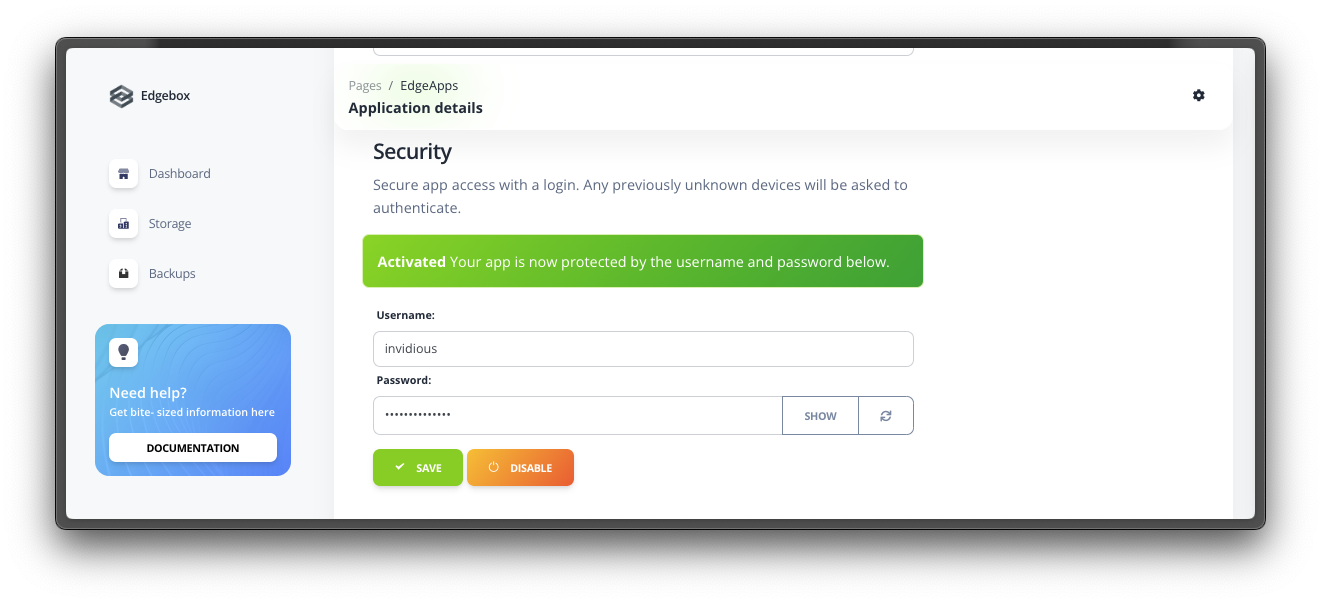 Edgebox
Pages / EdgeApps
Application details
Dashboard
Storage
Backups
Need help?
Get bite- sized information here
DOCUMENTATION
Security
Secure app access with a login. Any previously unknown devices will be asked to
authenticate.
Activated Your app is now protected by the username and password below.
Username:
invidious
Password:
••••••••••••••
SHOW
SAVE
DISABLE